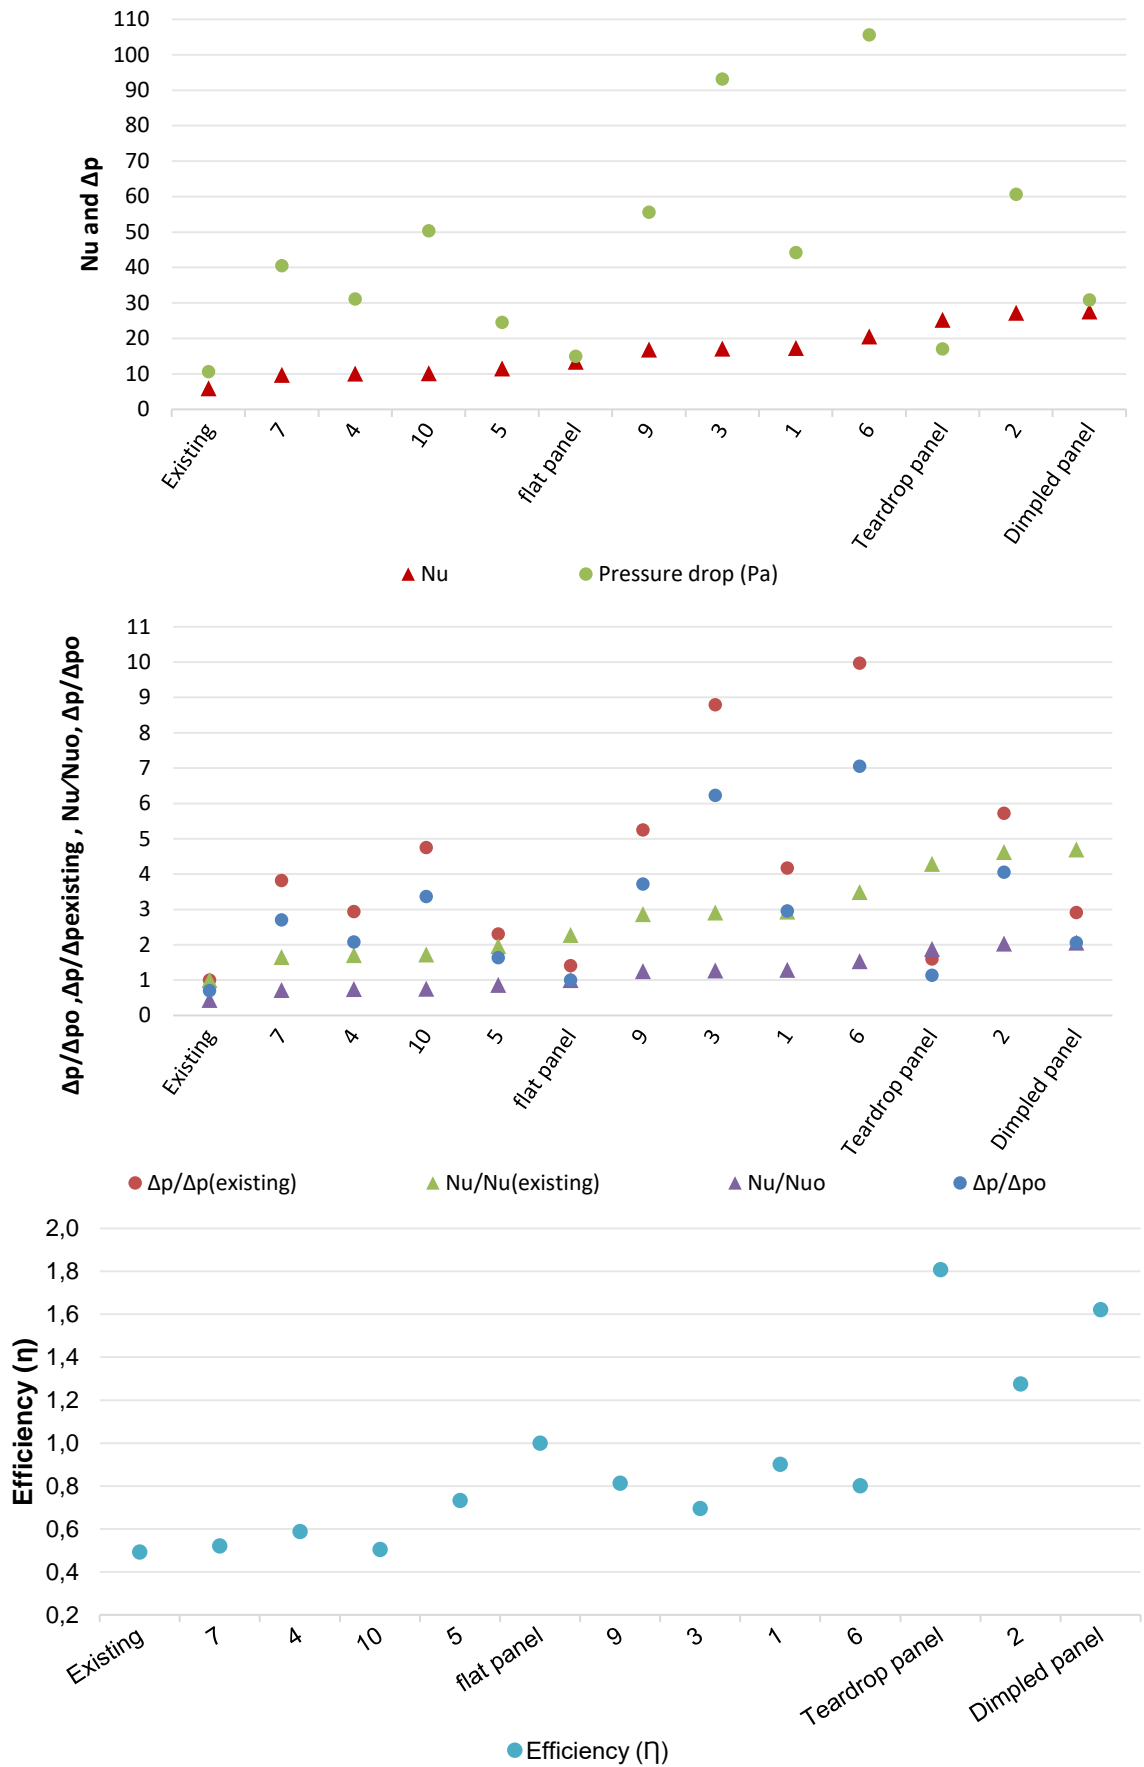 110
100
90
80
70
60
50
40
30
20
10
0
Nu and Δp
Existing
7
4
10
5
flat panel
9
3
1
6
Teardrop panel
2
Dimpled panel
Nu
Pressure drop (Pa)
11
10
9
8
7
6
5
4
3
2
1
0
Δp/Δpo ,Δp/Δpexisting , Nu/Nuo, Δp/Δpo
Existing
7
4
10
5
flat panel
9
3
1
6
Teardrop panel
2
Dimpled panel
Δp/Δp(existing)
Nu/Nu(existing)
Nu/Nuo
Δp/Δpo
2,0
1,8
1,6
1,4
1,2
1,0
0,8
0,6
0,4
0,2
Efficiency (η)
Existing
7
4
10
5
flat panel
9
3
1
6
Teardrop panel
2
Dimpled panel
Efficiency (Ƞ)